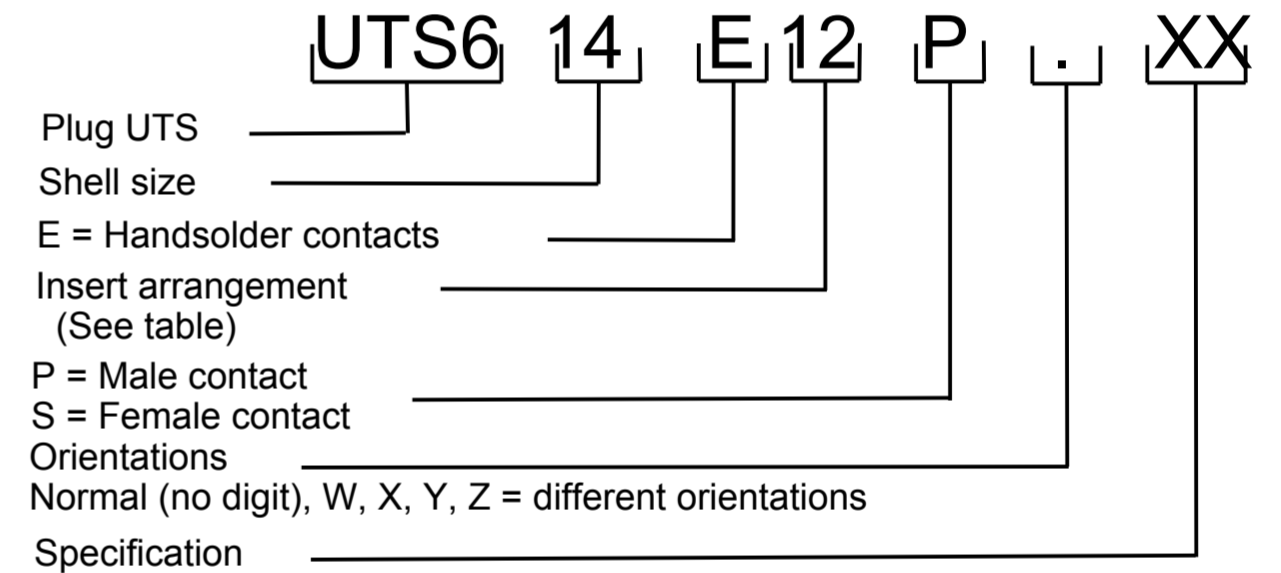 UTS6 14 E 12 P . XX
Plug UTS
Shell size
E = Handsolder contacts
Insert arrangement
(See table)
P = Male contact
S = Female contact
Orientations
Normal (no digit), W, X, Y, Z = different orientations
Specification